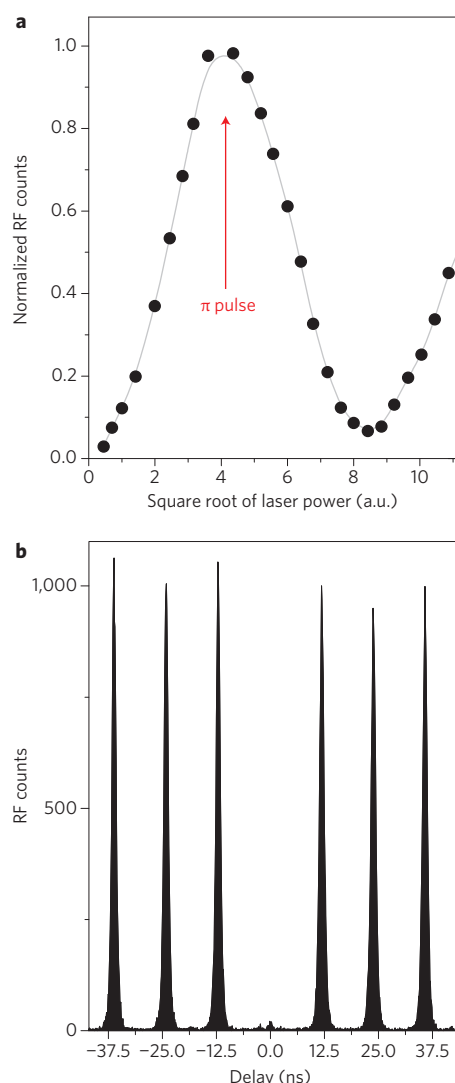 a
1.0
0.8
0.6
0.4
0.2
0.0
Normalized RF counts
π pulse
0 2 4 6 8 10
Square root of laser power (a.u.)
b
1,000
500
0
RF counts
−37.5 −25.0 −12.5 0.0 12.5 25.0 37.5
Delay (ns)